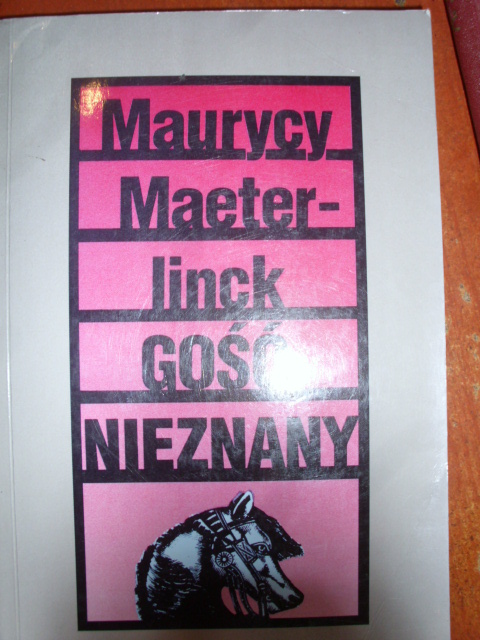 Maurycy
Maeter-
linck
GOŚĆ
NIEZNANY